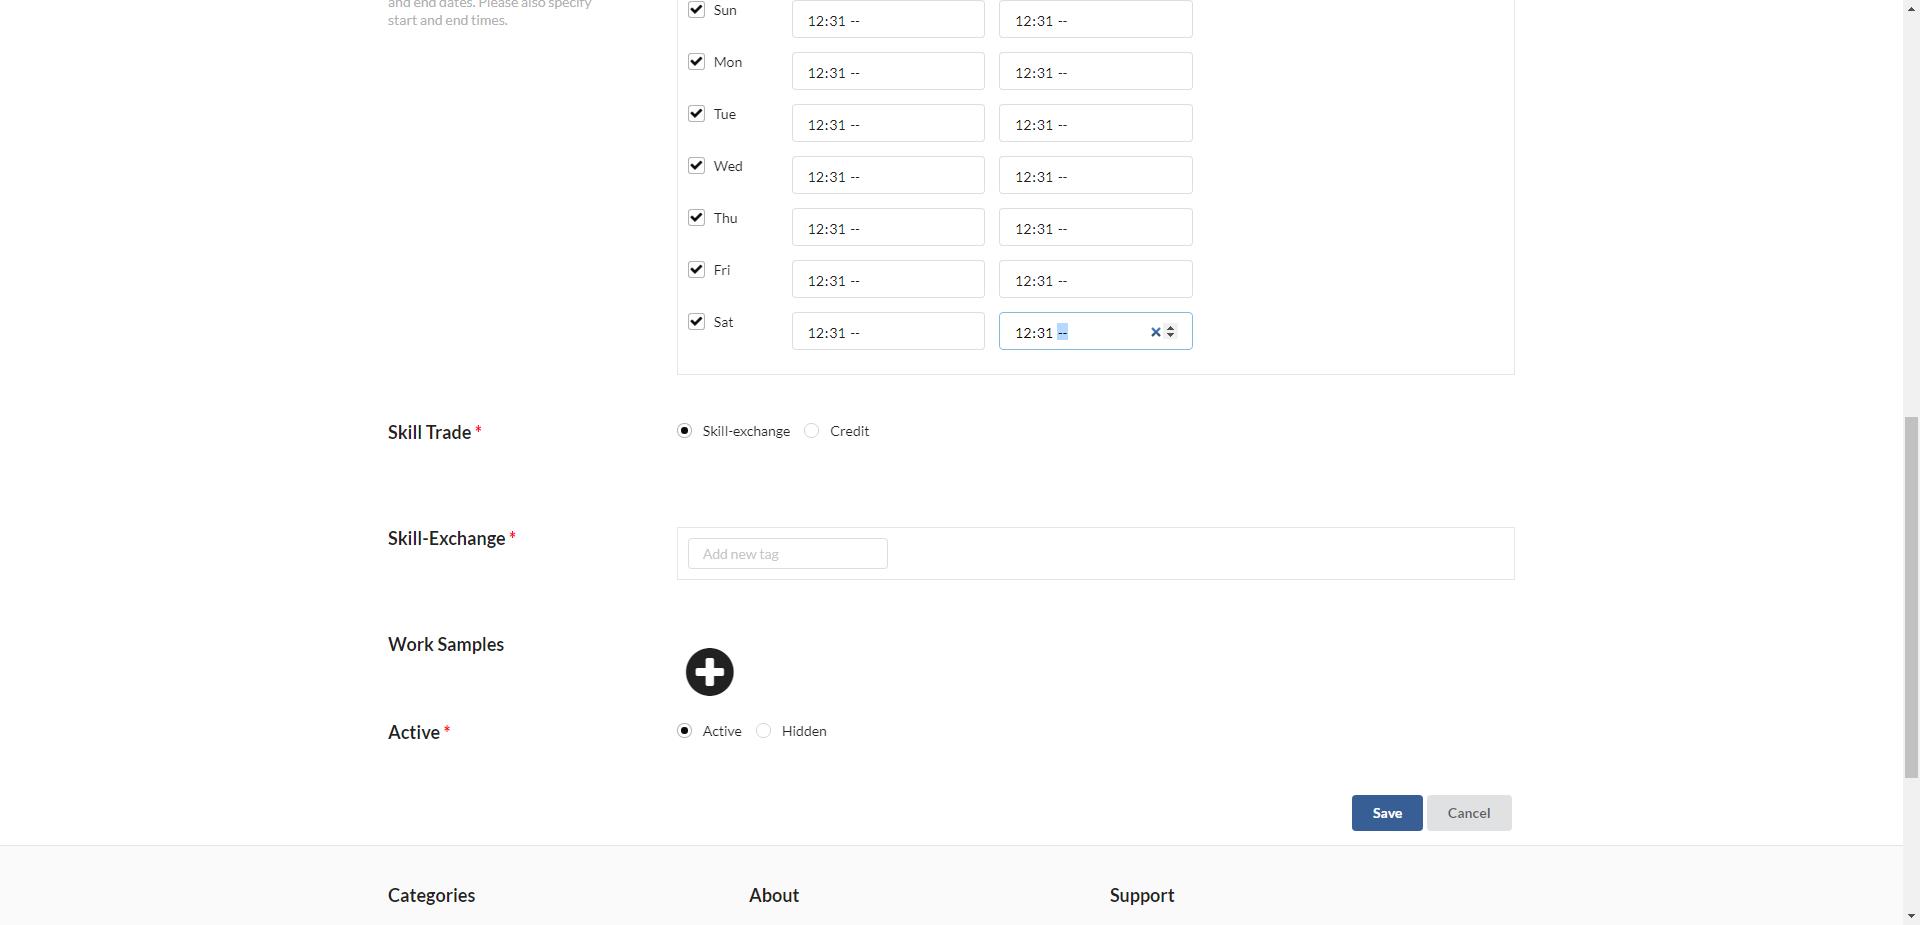 and end dates. Please also specify
start and end times.
Sun 12:31 -- 12:31 --
Mon 12:31 -- 12:31 --
Tue 12:31 -- 12:31 --
Wed 12:31 -- 12:31 --
Thu 12:31 -- 12:31 --
Fri 12:31 -- 12:31 --
Sat 12:31 -- 12:31 --
Skill Trade * Skill-exchange Credit
Skill-Exchange *
Add new tag
Work Samples
Active * Active Hidden
Save Cancel
Categories About Support